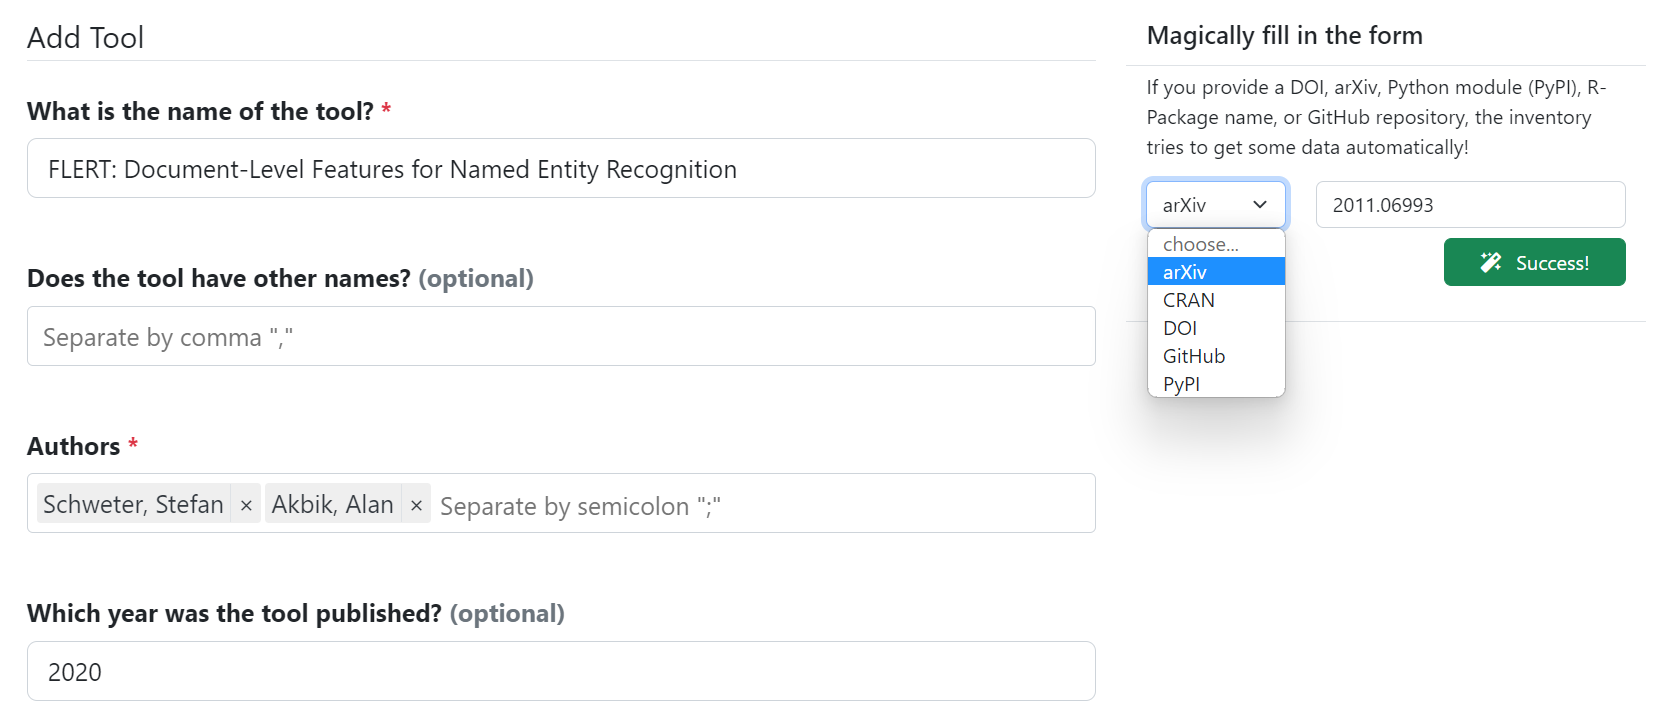 Add Tool
What is the name of the tool? *
FLERT: Document-Level Features for Named Entity Recognition
Does the tool have other names? (optional)
Separate by comma ","
Authors *
Schweter, Stefan × Akbik, Alan × Separate by semicolon ";"
Which year was the tool published? (optional)
2020
Magically fill in the form
If you provide a DOI, arXiv, Python module (PyPI), R-
Package name, or GitHub repository, the inventory
tries to get some data automatically!
arXiv 2011.06993
choose...
arXiv
CRAN
DOI
GitHub
PyPI
Success!